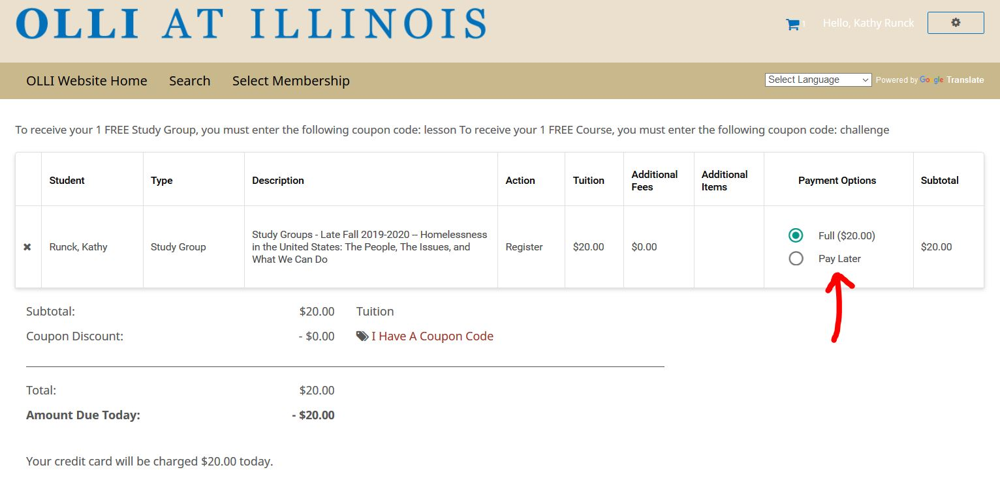 OLLI AT ILLINOIS
1
Hello, Kathy Runck
OLLI Website Home Search Select Membership
Select Language Powered by Google Translate
To receive your 1 FREE Study Group, you must enter the following coupon code: lesson To receive your 1 FREE Course, you must enter the following coupon code: challenge
Student Type Description Action Tuition Additional Fees Additional Items Payment Options Subtotal
Runck, Kathy
Study Group
Study Groups - Late Fall 2019-2020 -- Homelessness
in the United States: The People, The Issues, and
What We Can Do
Register
$20.00
$0.00
Full ($20.00)
Pay Later
$20.00
Subtotal: $20.00 Tuition
Coupon Discount: - $0.00 I Have A Coupon Code
Total: $20.00
Amount Due Today: - $20.00
Your credit card will be charged $20.00 today.